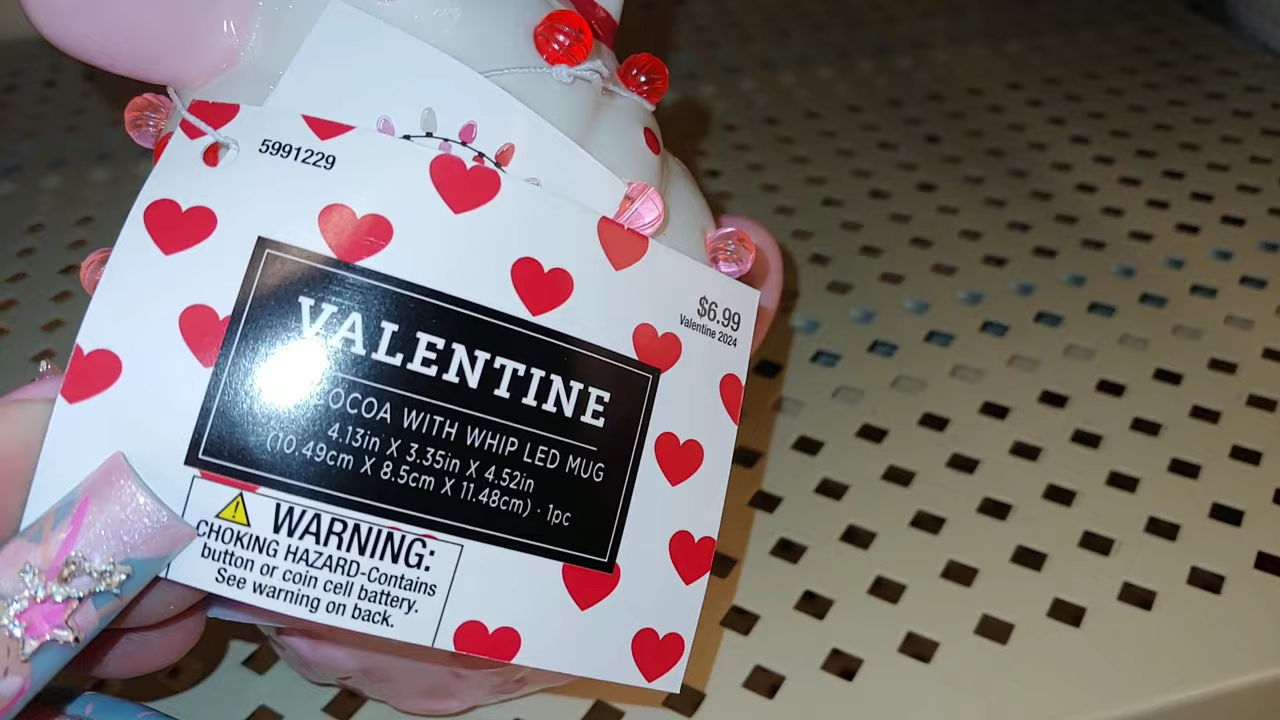 5991229
$6.99
Valentine 2024
VALENTINE
OCOA WITH WHIP LED MUG
4.13in X 3.35in X 4.52in
(10.49cm X 8.5cm X 11.48cm) · 1pc
WARNING:
CHOKING HAZARD-Contains
button or coin cell battery.
See warning on back.